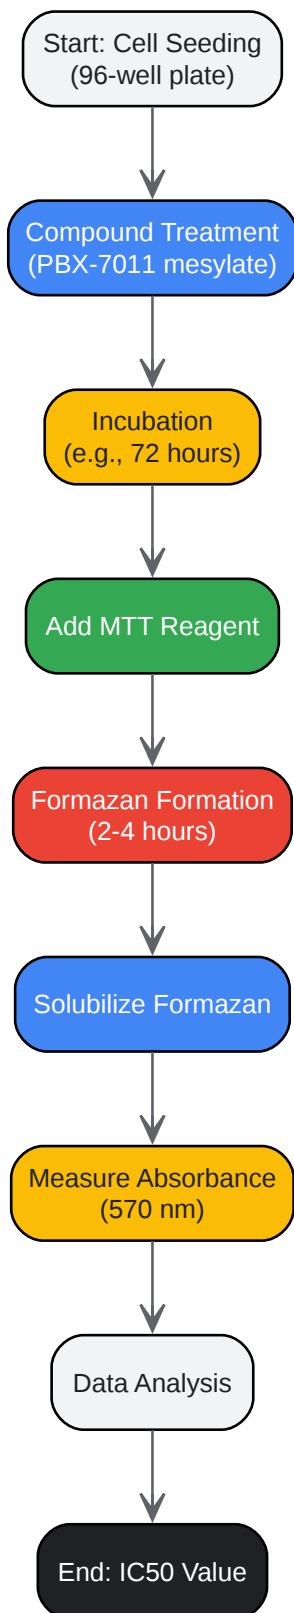 Start: Cell Seeding
(96-well plate)
Compound Treatment
(PBX-7011 mesylate)
Incubation
(e.g., 72 hours)
Add MTT Reagent
Formazan Formation
(2-4 hours)
Solubilize Formazan
Measure Absorbance
(570 nm)
Data Analysis
End: IC50 Value